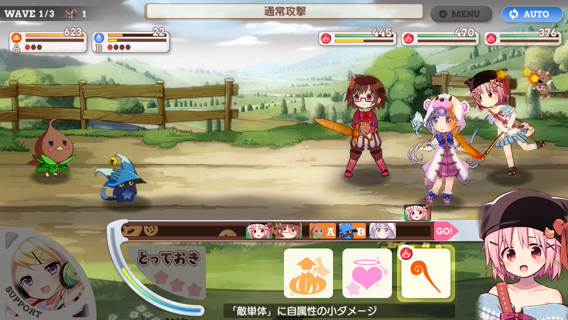 WAVE 1/3 1
通常攻撃
MENU
AUTO
623
A
22
B
445
470
376
A
B
GO!
とっておき
SUPPORT
「敵単体」に自属性の小ダメージ